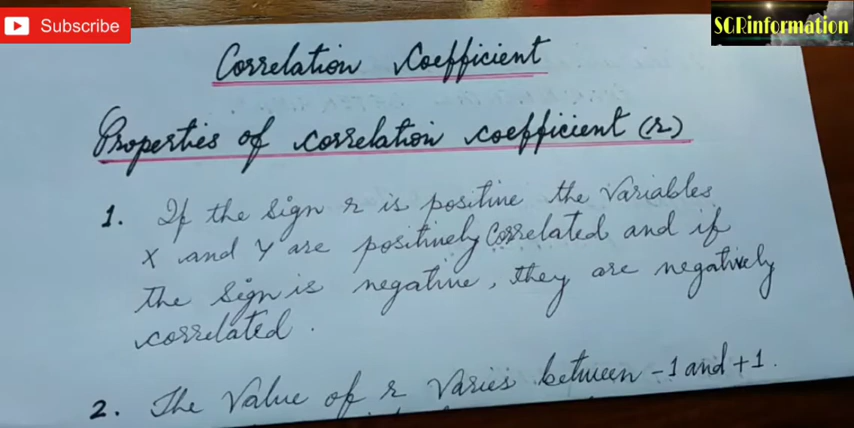 Subscribe
SCRinformation
Correlation Coefficient
Properties of correlation coefficient (r)
1. If the sign r is positive the variables
X and Y are positively Correlated and if
the sign is negative, they are negatively
correlated.
2. The value of r varies between -1 and +1.